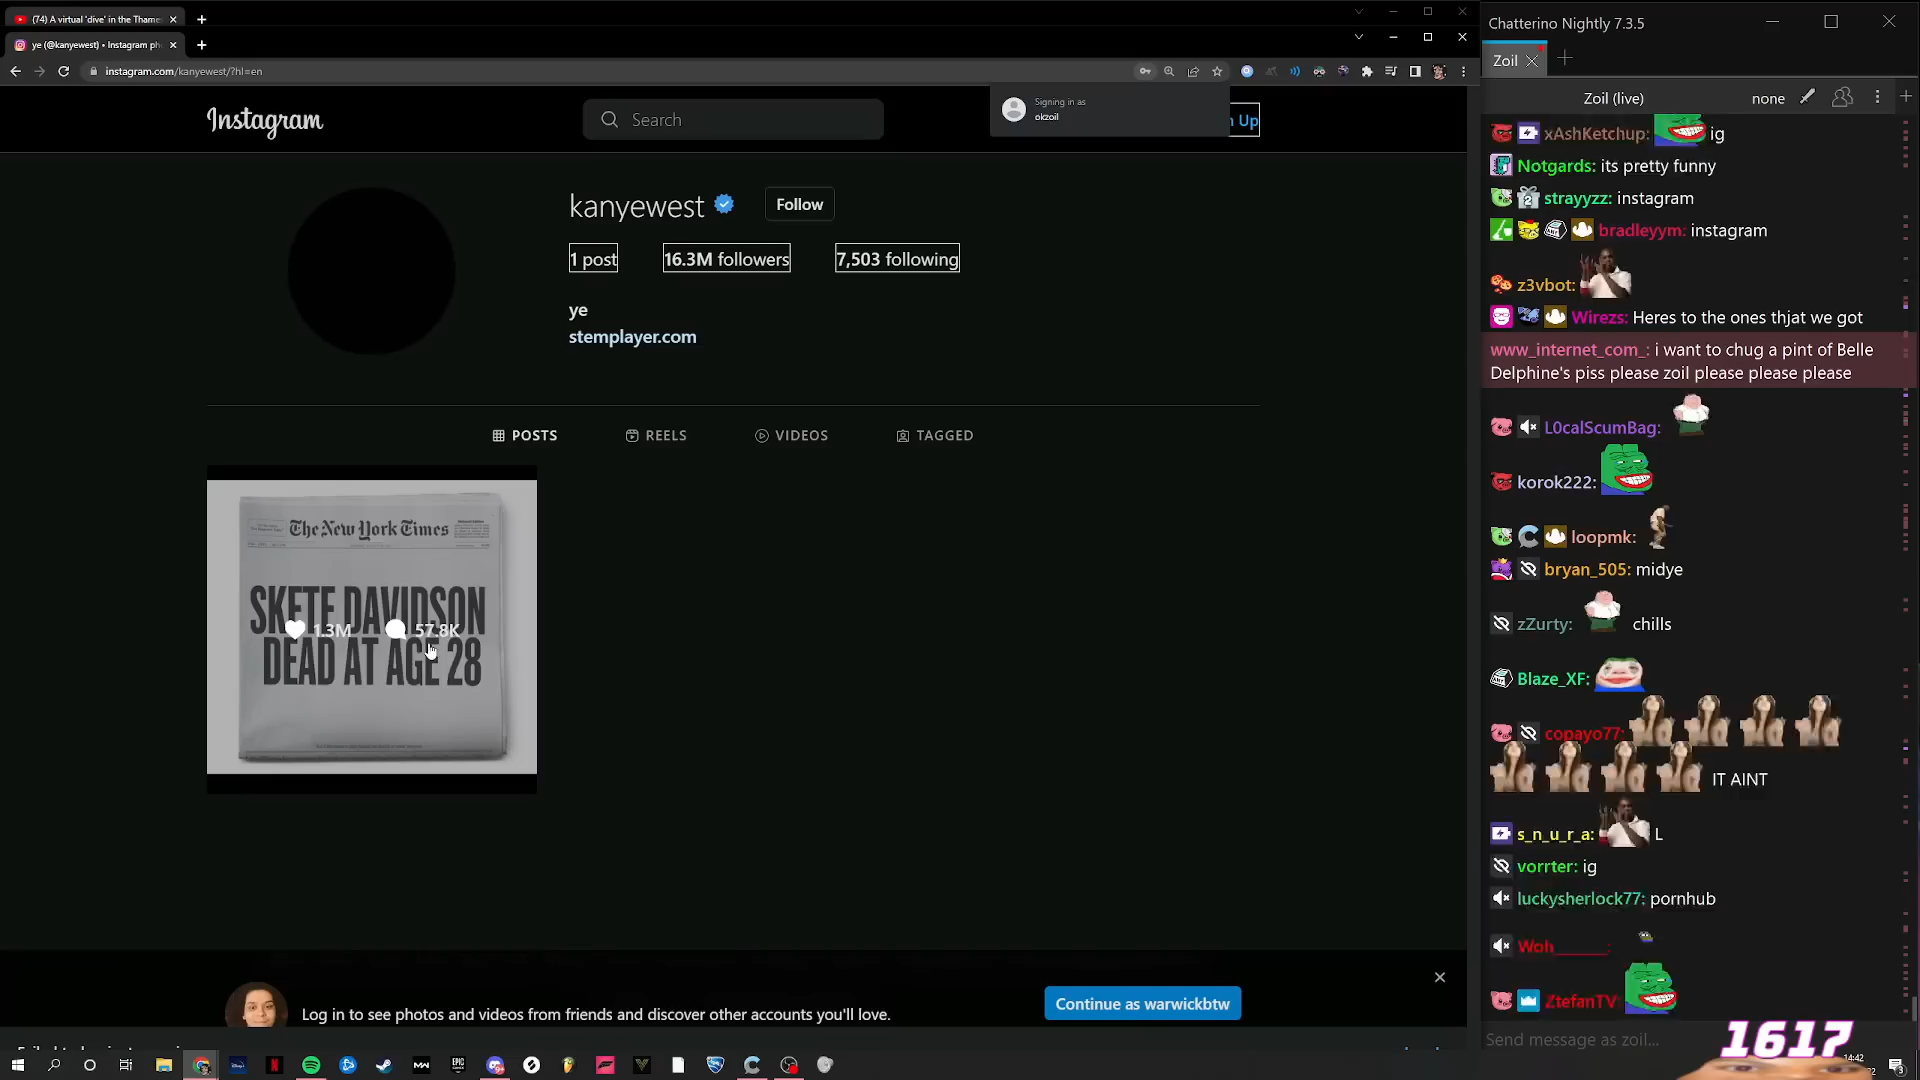 (74) A virtual 'dive' in the Thame
ye (@kanyewest) • Instagram ph
instagram.com/kanyewest/?hl=en
Instagram
Search
Signing in as
okzoil
Up
kanyewest
Follow
1 post
16.3M followers
7,503 following
ye
stemplayer.com
POSTS
REELS
VIDEOS
TAGGED
The New York Times
SKETE DAVIDSON
1.3M
57.8K
DEAD AT AGE 28
Log in to see photos and videos from friends and discover other accounts you'll love.
Continue as warwickbtw
Chatterino Nightly 7.3.5
Zoil
Zoil (live)
none
xAshKetchup: ig
Notgards: its pretty funny
2 strayyzz: instagram
bradleyym: instagram
z3vbot:
Wirezs: Heres to the ones thjat we got
www_internet_com_: i want to chug a pint of Belle
Delphine's piss please zoil please please please
L0calScumBag:
korok222:
loopmk:
bryan_505: midye
zZurty: chills
Blaze_XF:
copayo77:
IT AINT
s_n_u_r_a: L
vorrter: ig
luckysherlock77: pornhub
ZtefanTV:
Send message as zoil...
1617
14:42